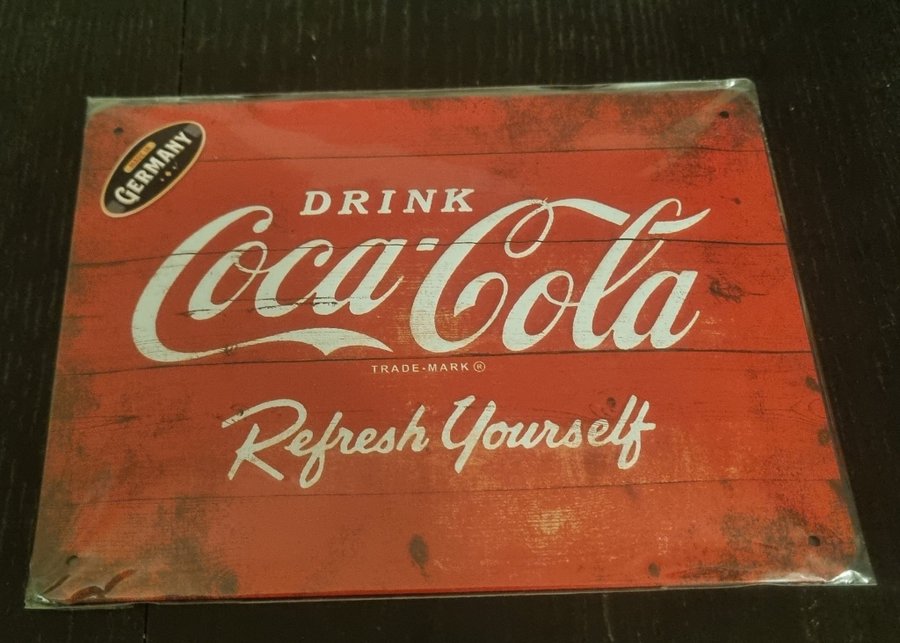 GERMANY
DRINK
Coca-Cola
TRADE-MARK ®
Refresh Yourself